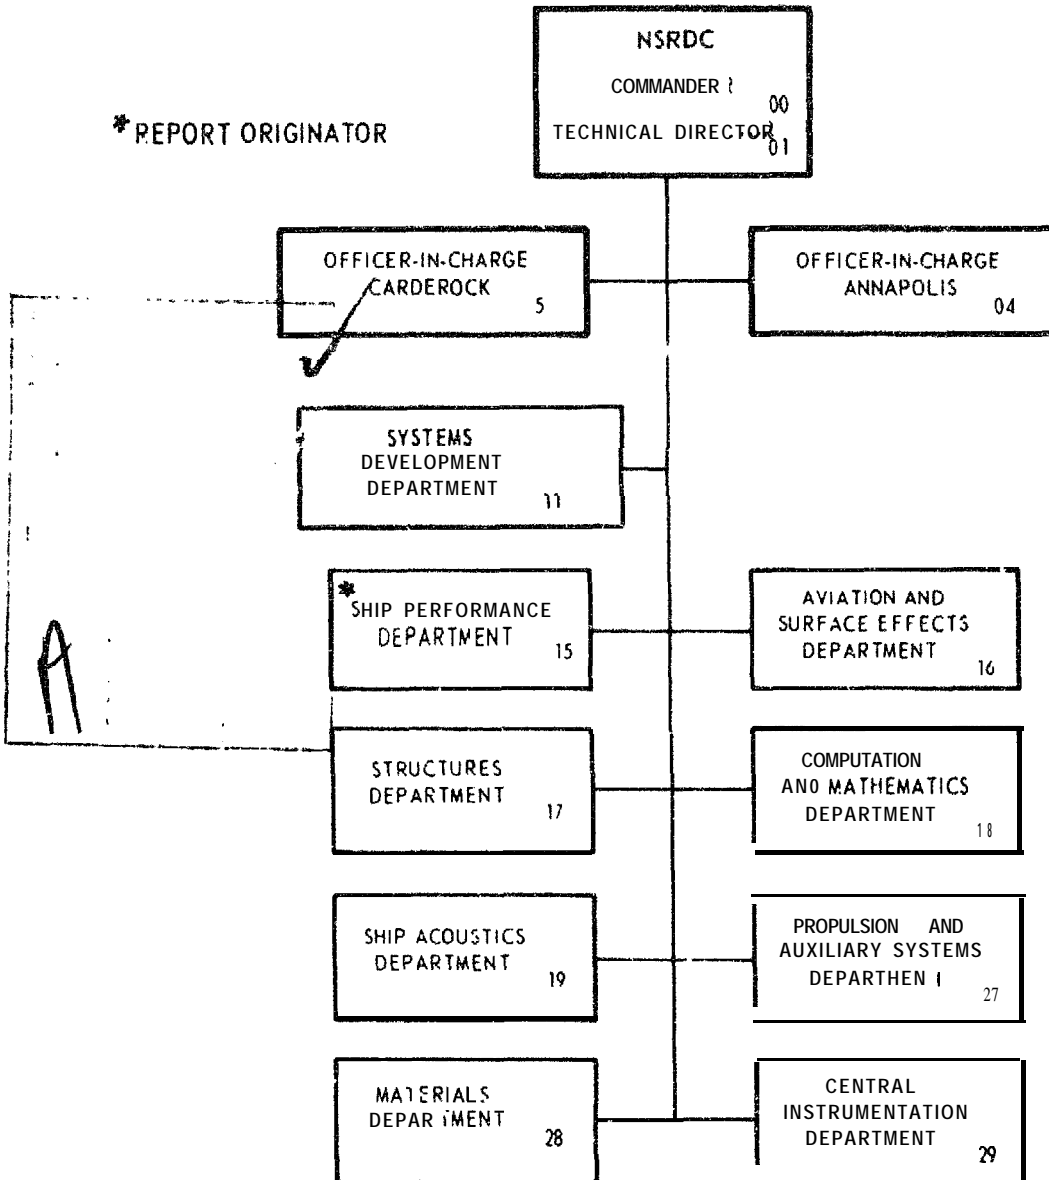 NSRDC
COMMANDER
00
TECHNICAL DIRECTOR
01
*REPORT ORIGINATOR
OFFICER-IN-CHARGE
CARDEROCK
5
OFFICER-IN-CHARGE
ANNAPOLIS
04
SYSTEMS
DEVELOPMENT
DEPARTMENT
11
*
SHIP PERFORMANCE
DEPARTMENT
15
AVIATION AND
SURFACE EFFECTS
DEPARTMENT
16
STRUCTURES
DEPARTMENT
17
COMPUTATION
AN0 MATHEMATICS
DEPARTMENT
18
SHIP ACOUSTICS
DEPARTMENT
19
PROPULSION AND
AUXILIARY SYSTEMS
DEPARTHEN I
27
MATERIALS
DEPARTMENT
28
CENTRAL
INSTRUMENTATION
DEPARTMENT
29
A